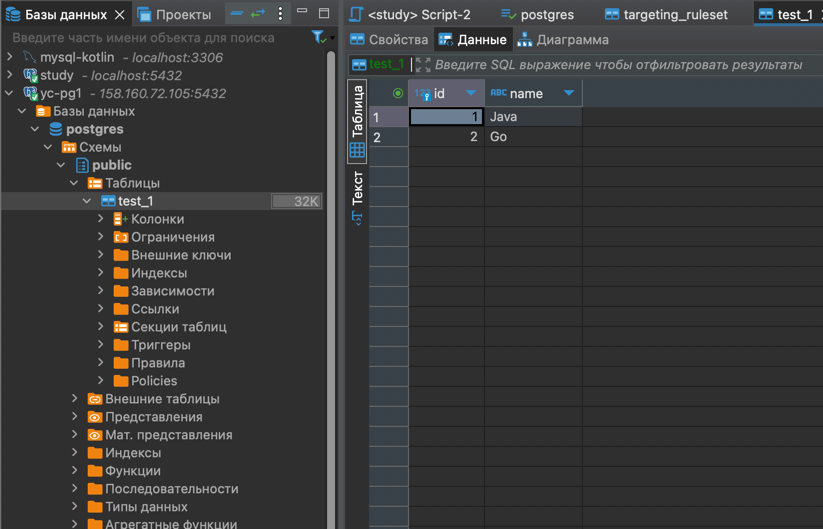 Базы данных
Проекты
Введите часть имени объекта для поиска
mysql-kotlin - localhost:3306
study - localhost:5432
yc-pg1 - 158.160.72.105:5432
Базы данных
postgres
Схемы
public
Таблицы
test_1 32K
Колонки
Ограничения
Внешние ключи
Индексы
Зависимости
Ссылки
Секции таблиц
Триггеры
Правила
Policies
Внешние таблицы
Представления
Мат. представления
Индексы
Функции
Последовательности
Типы данных
Агрегатные функции
<study> Script-2 postgres targeting_ruleset test_1
Свойства Данные Диаграмма
test_1 Введите SQL выражение чтобы отфильтровать результаты
Таблица
Текст
123 id ABC name
1 1 Java
2 2 Go